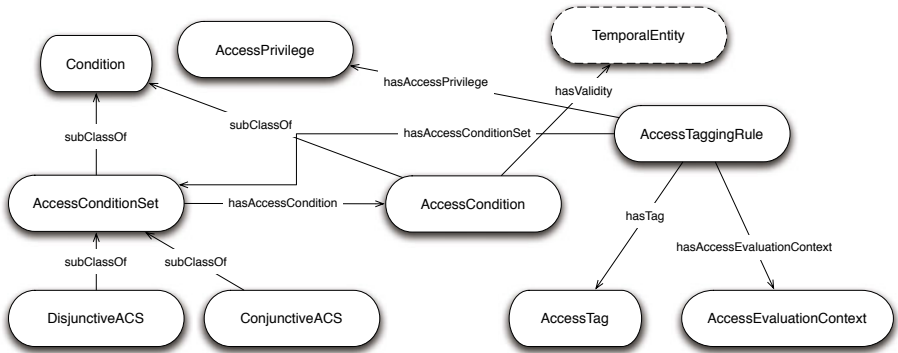 TemporalEntity
AccessPrivilege
Condition
hasAccessPrivilege
hasValidity
subClassOf
subClassOf
hasAccessConditionSet
AccessTaggingRule
AccessConditionSet
hasAccessCondition
AccessCondition
hasTag
hasAccessEvaluationContext
subClassOf
subClassOf
DisjunctiveACS
ConjunctiveACS
AccessTag
AccessEvaluationContext